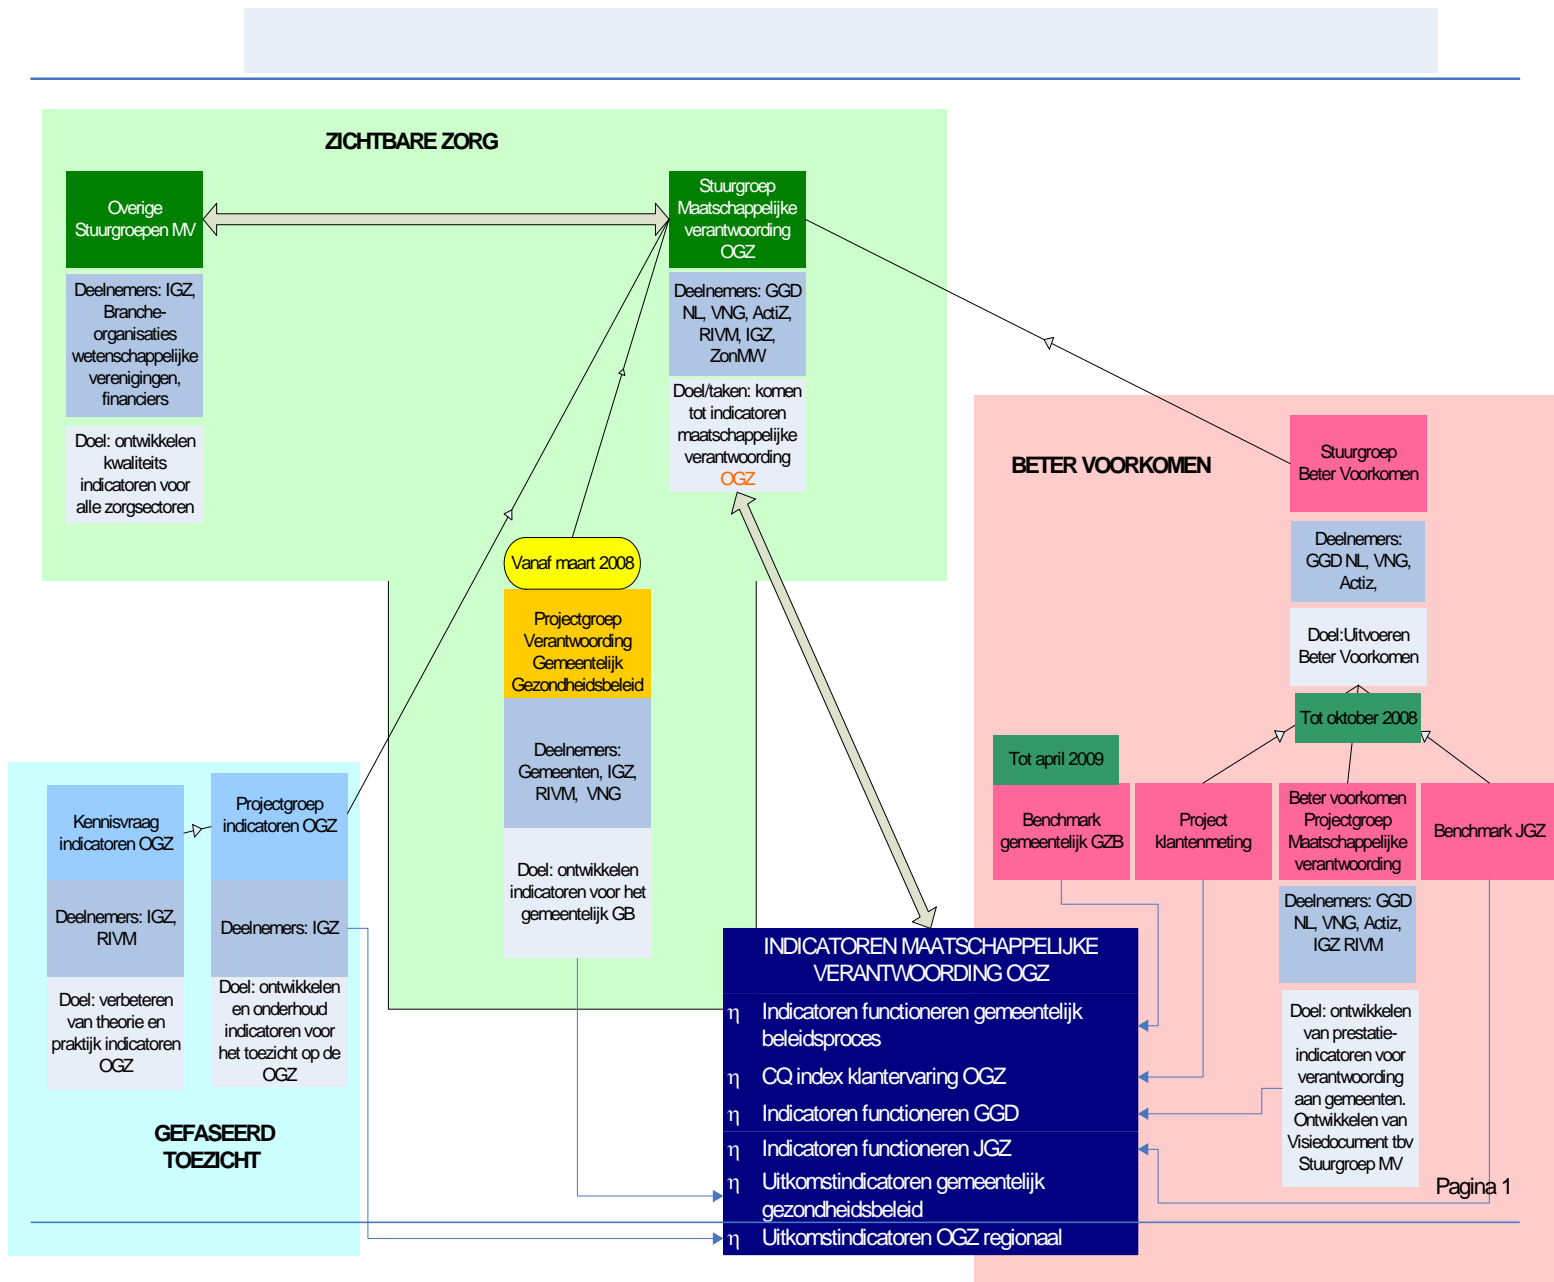 ZICHTBARE ZORG
Overige
Stuurgroepen MV
Deelnemers: IGZ,
Branche-
organisaties
wetenschappelijke
verenigingen,
financiers
Doel: ontwikkelen
kwaliteits
indicatoren voor
alle zorgsectoren
Stuurgroep
Maatschappelijke
verantwoording
OGZ
Deelnemers: GGD
NL, VNG, ActiZ,
RIVM, IGZ,
ZonMW
Doel/taken: komen
tot indicatoren
maatschappelijke
verantwoording
OGZ
Vanaf maart 2008
Projectgroep
Verantwoording
Gemeentelijk
Gezondheidsbeleid
Deelnemers:
Gemeenten, IGZ,
RIVM, VNG
Doel: ontwikkelen
indicatoren voor het
gemeentelijk GB
BETER VOORKOMEN
Stuurgroep
Beter Voorkomen
Deelnemers:
GGD NL, VNG,
Actiz,
Doel:Uitvoeren
Beter Voorkomen
Tot oktober 2008
Tot april 2009
Benchmark
gemeentelijk GZB
Project
klantenmeting
Beter voorkomen
Projectgroep
Maatschappelijke
verantwoording
Benchmark JGZ
Deelnemers: GGD
NL, VNG, Actiz,
IGZ RIVM
Doel: ontwikkelen
van prestatie-
indicatoren voor
verantwoording
aan gemeenten.
Ontwikkelen van
Visiedocument tbv
Stuurgroep MV
Kennisvraag
indicatoren OGZ
Deelnemers: IGZ,
RIVM
Doel: verbeteren
van theorie en
praktijk indicatoren
OGZ
Projectgroep
indicatoren OGZ
Deelnemers: IGZ
Doel: ontwikkelen
en onderhoud
indicatoren voor
het toezicht op de
OGZ
GEFASEERD
TOEZICHT
INDICATOREN MAATSCHAPPELIJKE
VERANTWOORDING OGZ
η Indicatoren functioneren gemeentelijk
beleidsproces
η CQ index klantervaring OGZ
η Indicatoren functioneren GGD
η Indicatoren functioneren JGZ
η Uitkomstindicatoren gemeentelijk
gezondheidsbeleid
η Uitkomstindicatoren OGZ regionaal
Pagina 1